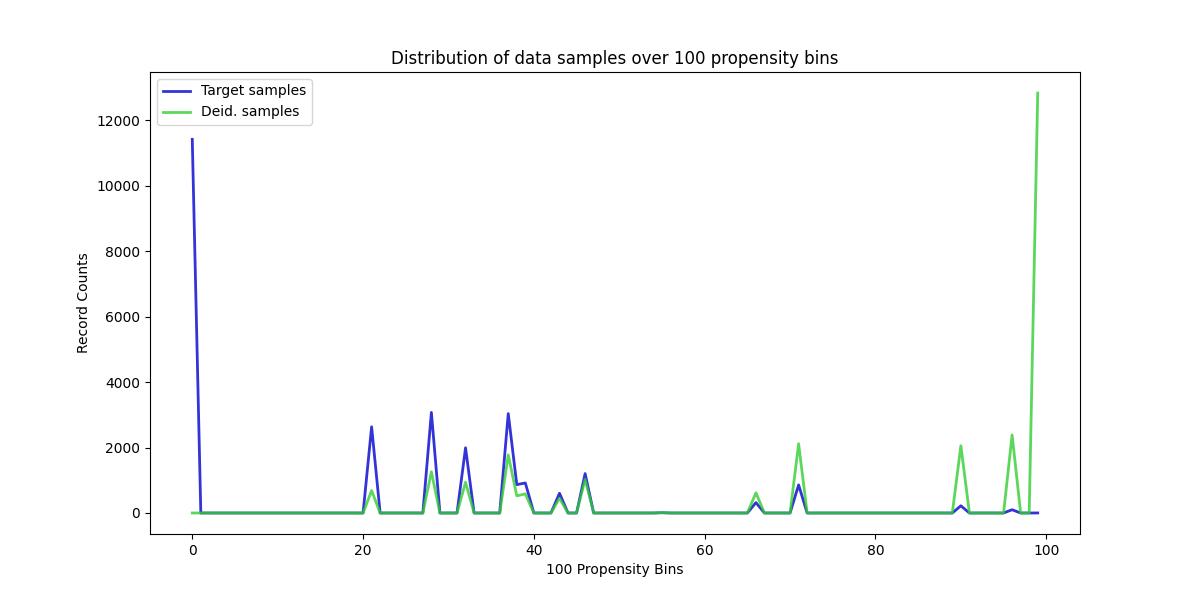 Distribution of data samples over 100 propensity bins
Target samples
Deid. samples
12000
10000
8000
6000
4000
2000
0
Record Counts
0 20 40 60 80 100
100 Propensity Bins